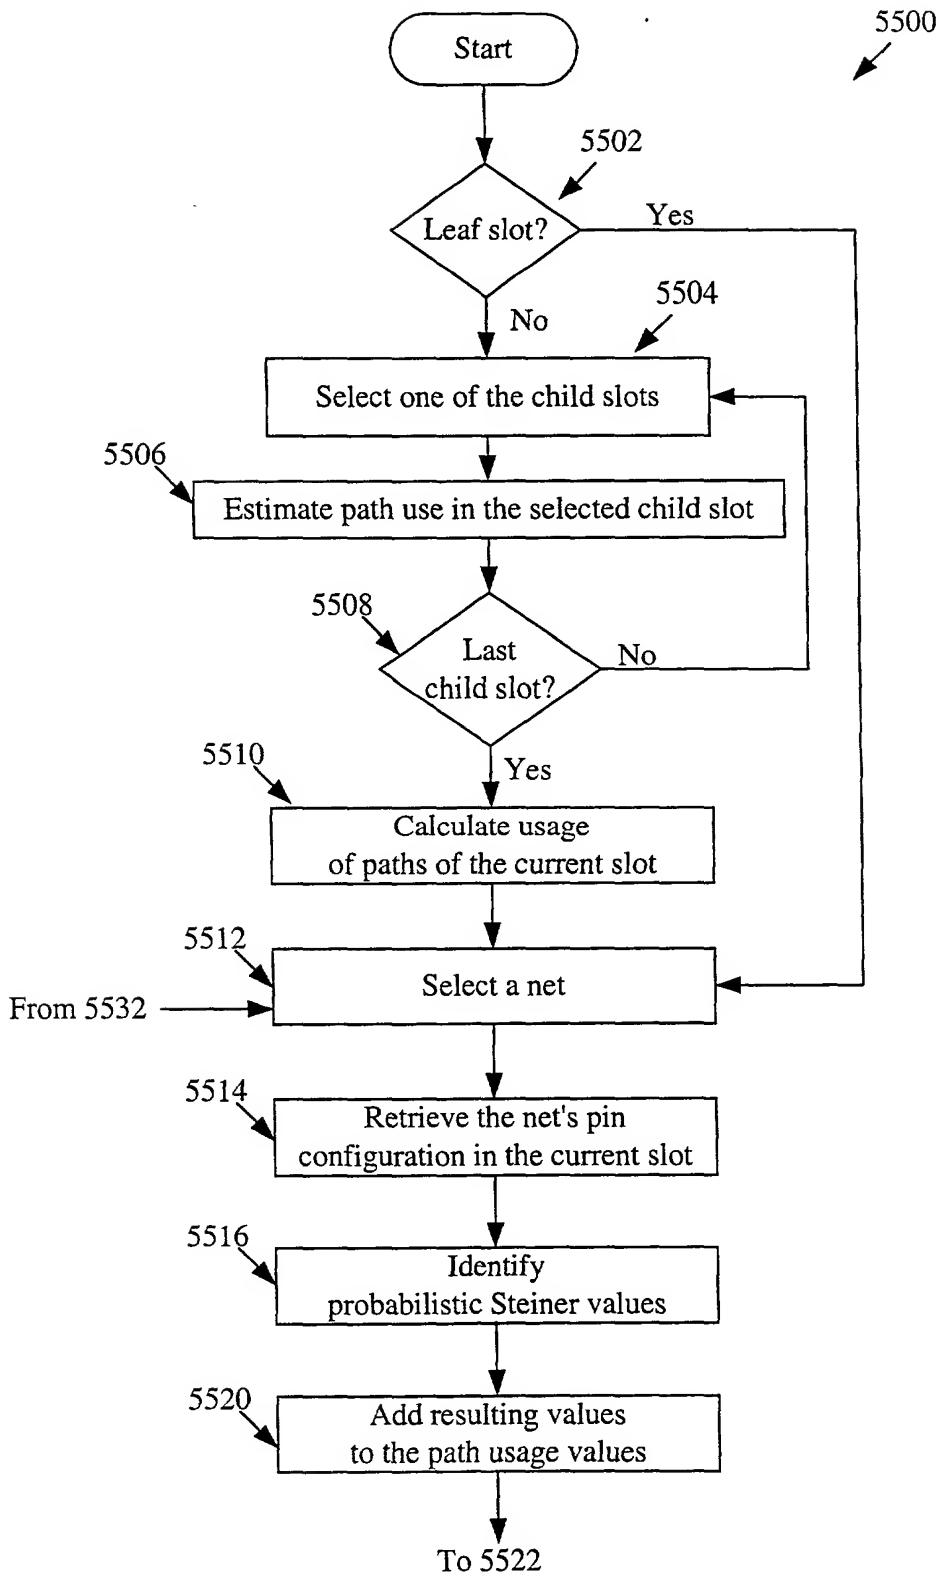 5500
Start
5502
Leaf slot?
Yes
No
5504
Select one of the child slots
5506
Estimate path use in the selected child slot
5508
Last
child slot?
No
Yes
5510
Calculate usage
of paths of the current slot
5512
Select a net
From 5532
5514
Retrieve the net's pin
configuration in the current slot
5516
Identify
probabilistic Steiner values
5520
Add resulting values
to the path usage values
To 5522